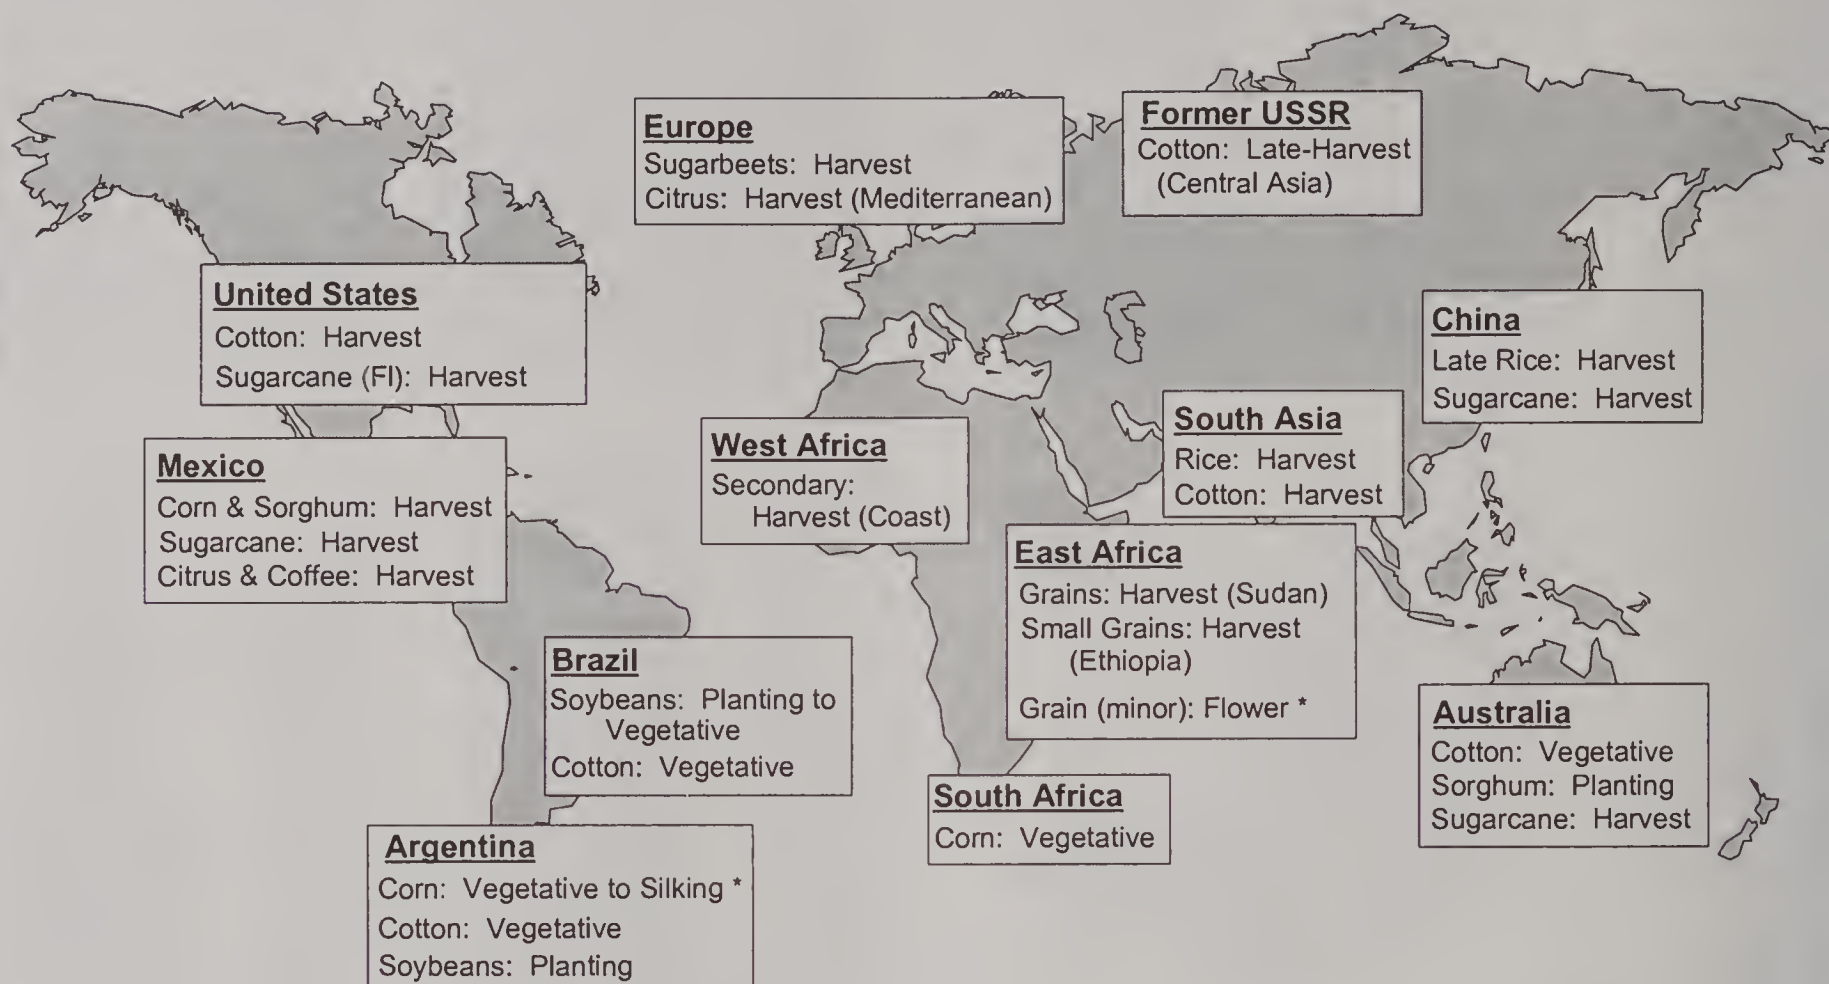 Europe
Sugarbeets: Harvest
Citrus: Harvest (Mediterranean)
Former USSR
Cotton: Late-Harvest
(Central Asia)
United States
Cotton: Harvest
Sugarcane (Fl): Harvest
China
Late Rice: Harvest
Sugarcane: Harvest
South Asia
Rice: Harvest
Cotton: Harvest
West Africa
Secondary:
Harvest (Coast)
Mexico
Corn & Sorghum: Harvest
Sugarcane: Harvest
Citrus & Coffee: Harvest
East Africa
Grains: Harvest (Sudan)
Small Grains: Harvest
(Ethiopia)
Grain (minor): Flower *
Brazil
Soybeans: Planting to
Vegetative
Cotton: Vegetative
Australia
Cotton: Vegetative
Sorghum: Planting
Sugarcane: Harvest
South Africa
Corn: Vegetative
Argentina
Corn: Vegetative to Silking *
Cotton: Vegetative
Soybeans: Planting